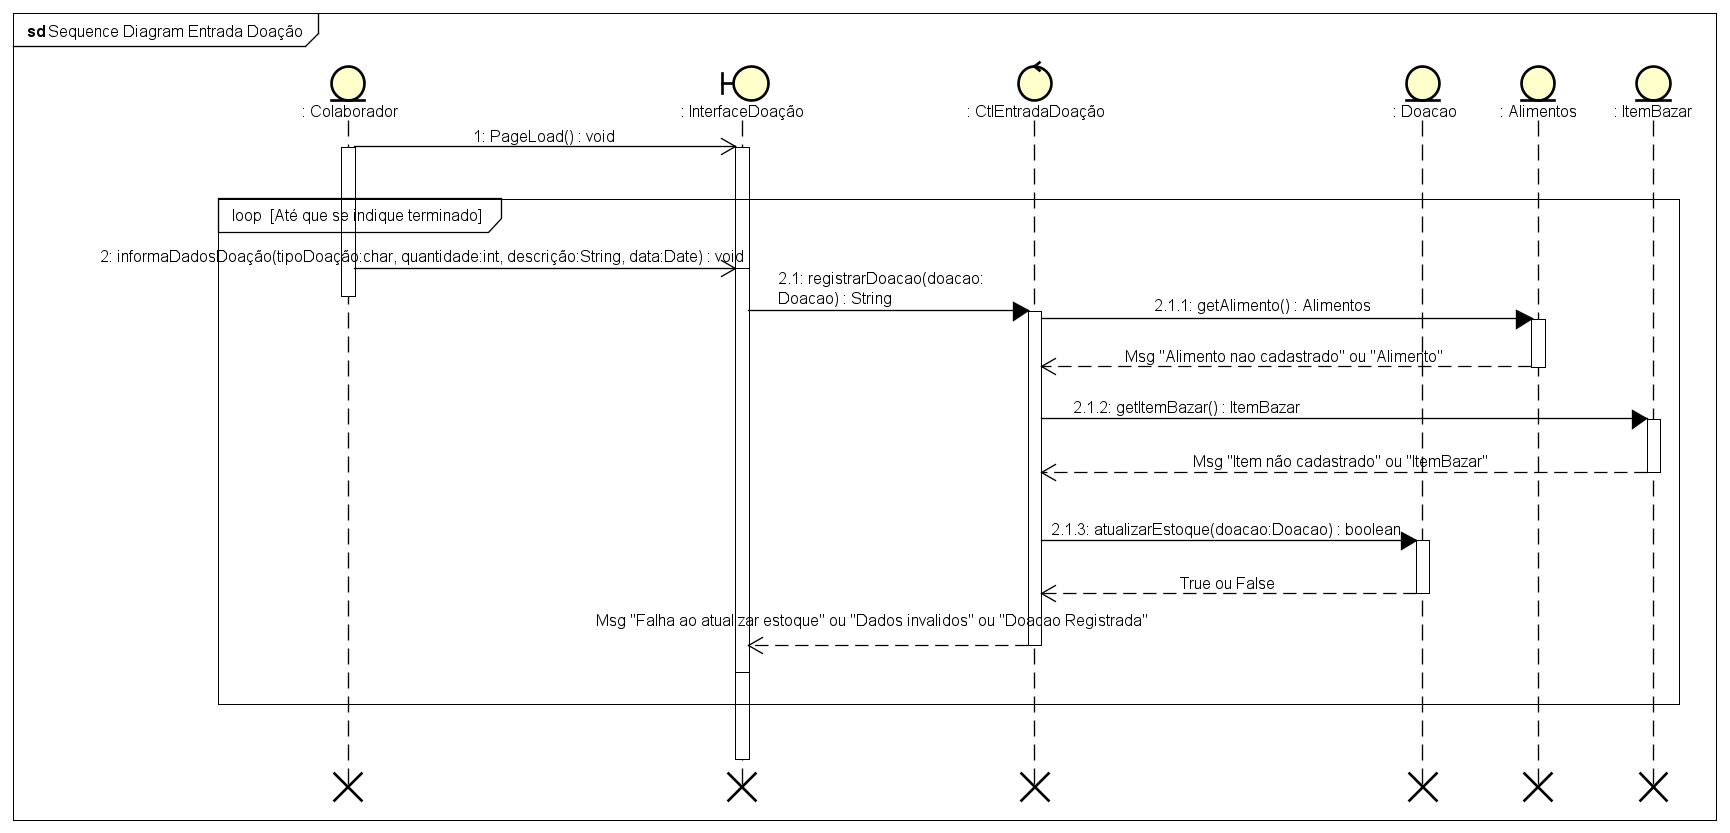 sd Sequence Diagram Entrada Doação
: Colaborador
: InterfaceDoação
: CtlEntradaDoação
: Doacao
: Alimentos
: ItemBazar
1: PageLoad() : void
loop [Até que se indique terminado]
2: informaDadosDoação(tipoDoação:char, quantidade:int, descrição:String, data:Date) : void
2.1: registrarDoacao(doacao:
Doacao) : String
2.1.1: getAlimento() : Alimentos
Msg "Alimento nao cadastrado" ou "Alimento"
2.1.2: getItemBazar() : ItemBazar
Msg "Item não cadastrado" ou "ItemBazar"
2.1.3: atualizarEstoque(doacao:Doacao) : boolean
True ou False
Msg "Falha ao atualizar estoque" ou "Dados invalidos" ou "Doacao Registrada"